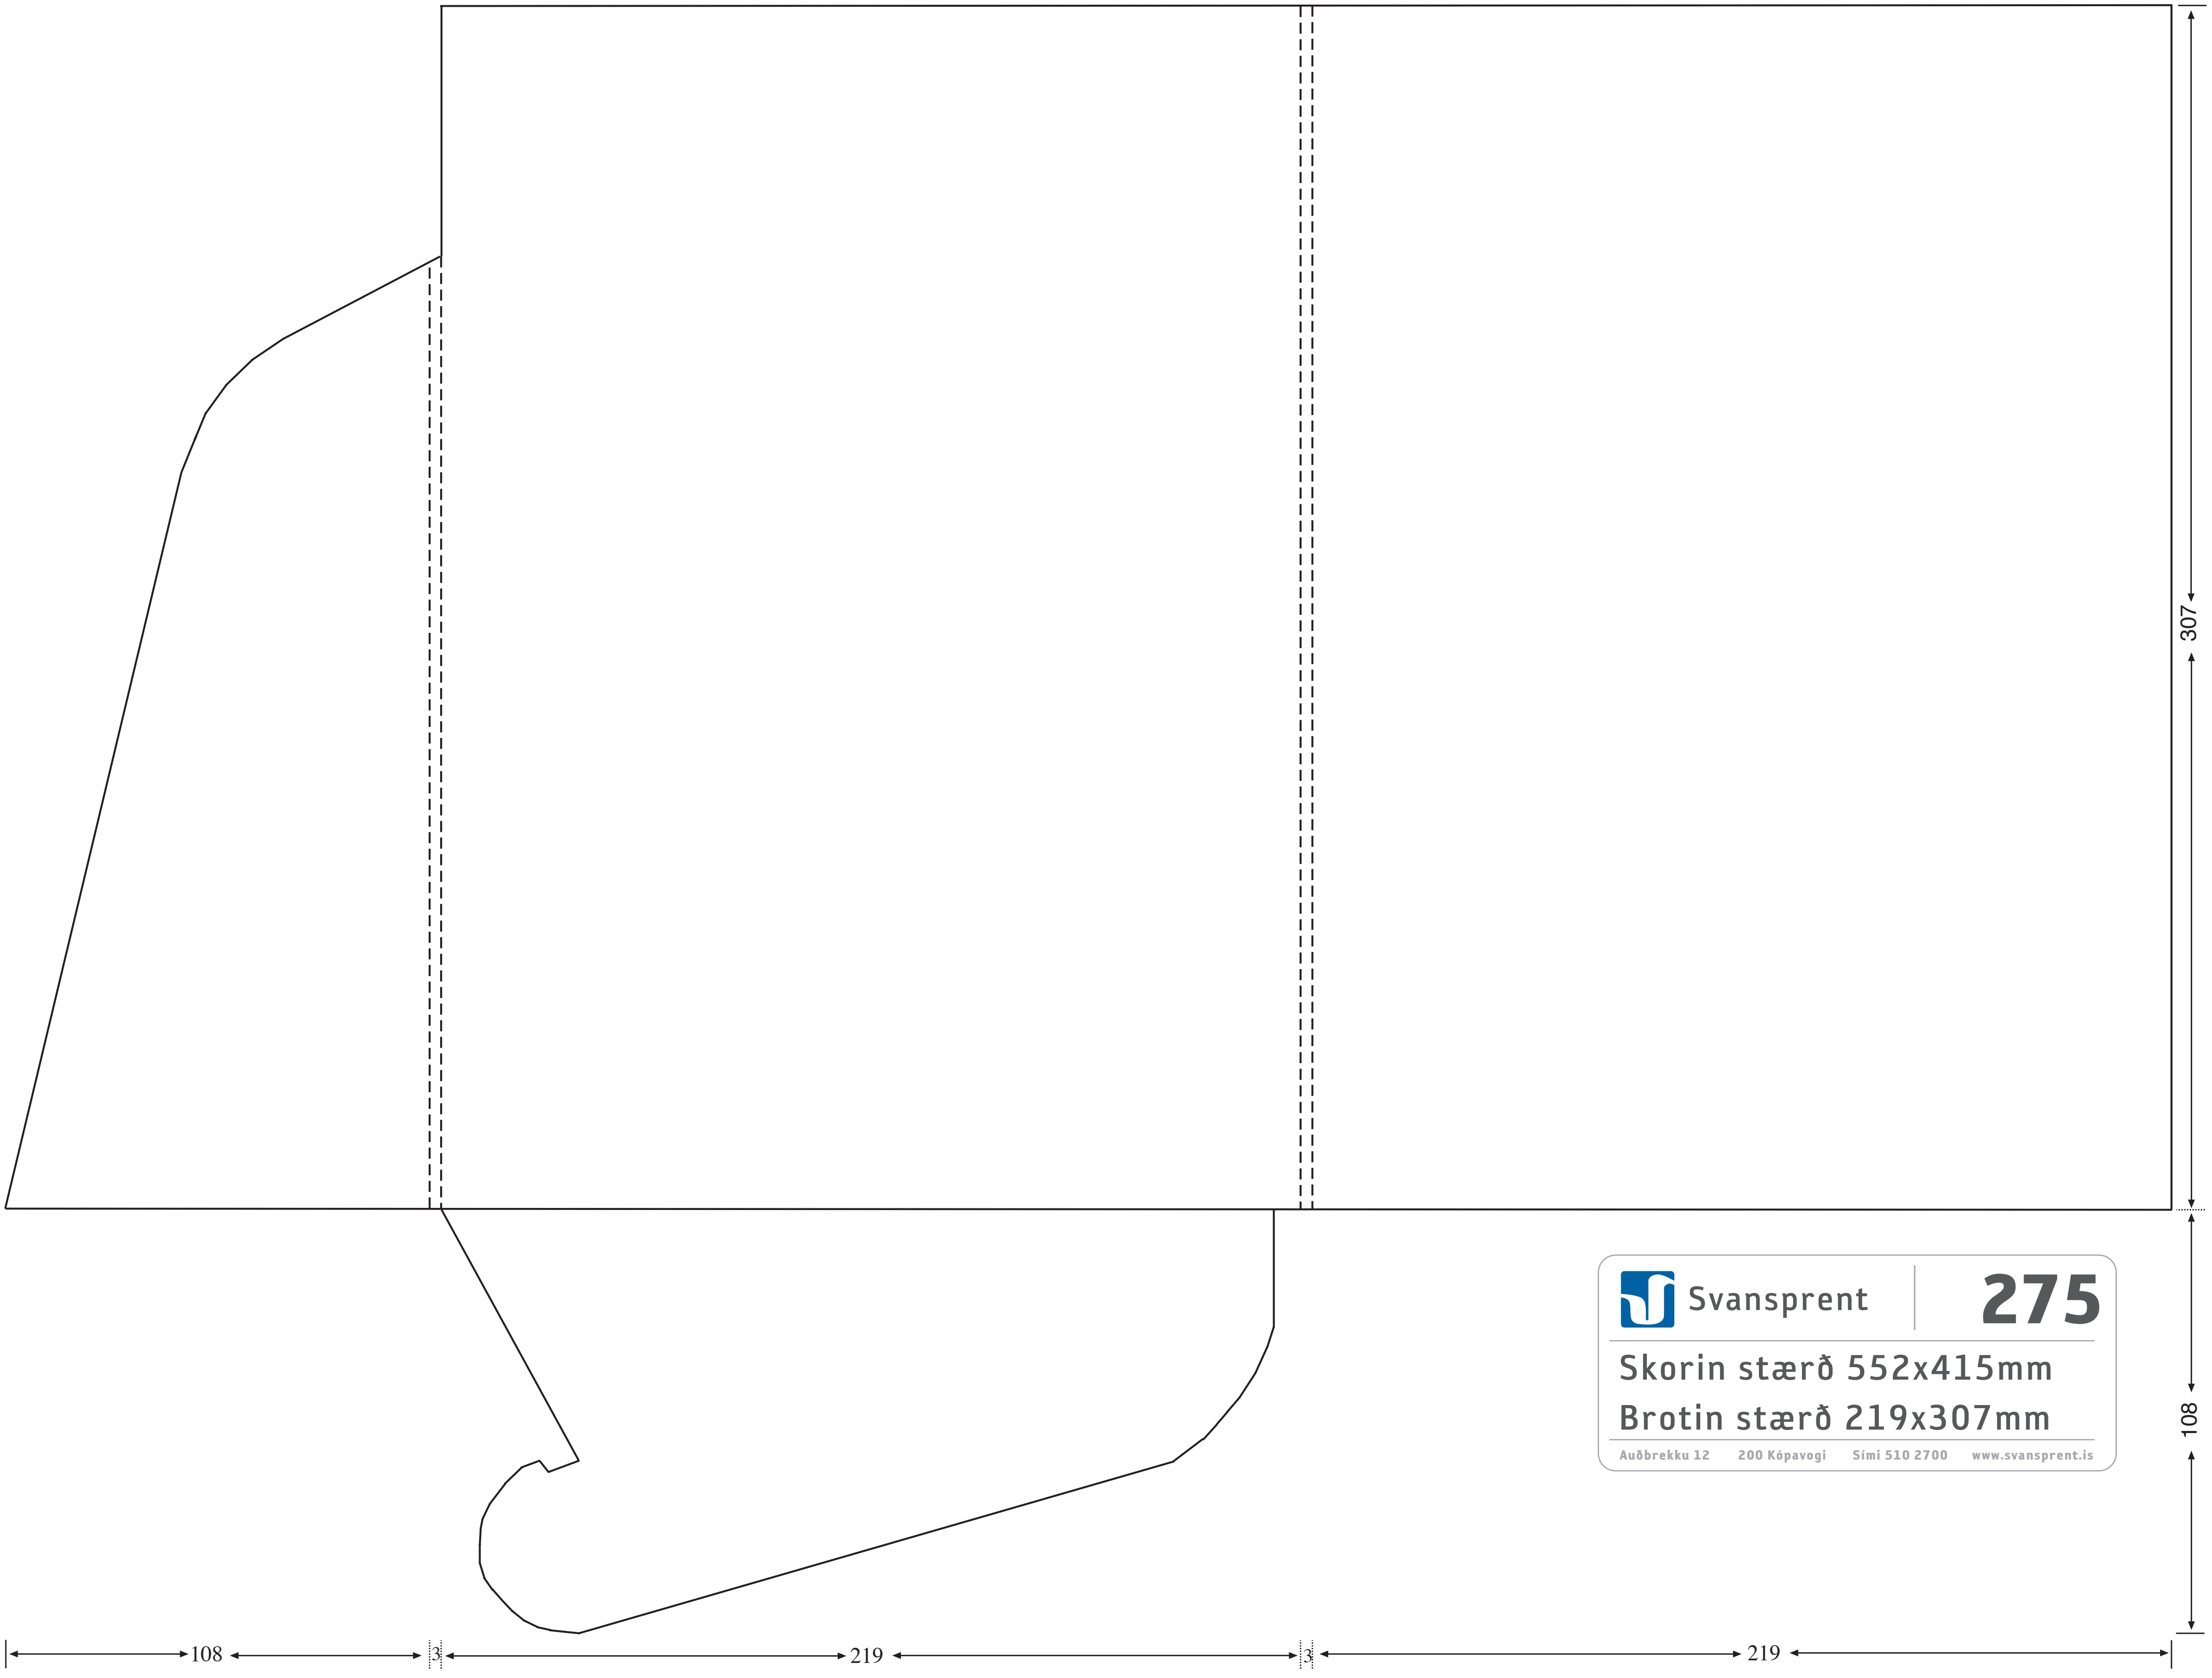 307
Svansprent
275
Skorin stærð 552x415mm
Brotin stærð 219x307mm
Auðbrekku 12 200 Kópavogi Sími 510 2700 www.svansprent.is
108
108 3 219 3 219